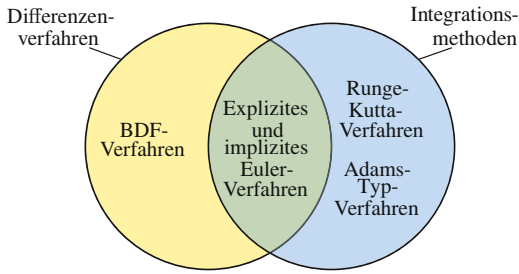 Differenzen-
verfahren
Integrations-
methoden
BDF-
Verfahren
Explizites
und
implizites
Euler-
Verfahren
Runge-
Kutta-
Verfahren
Adams-
Typ-
Verfahren